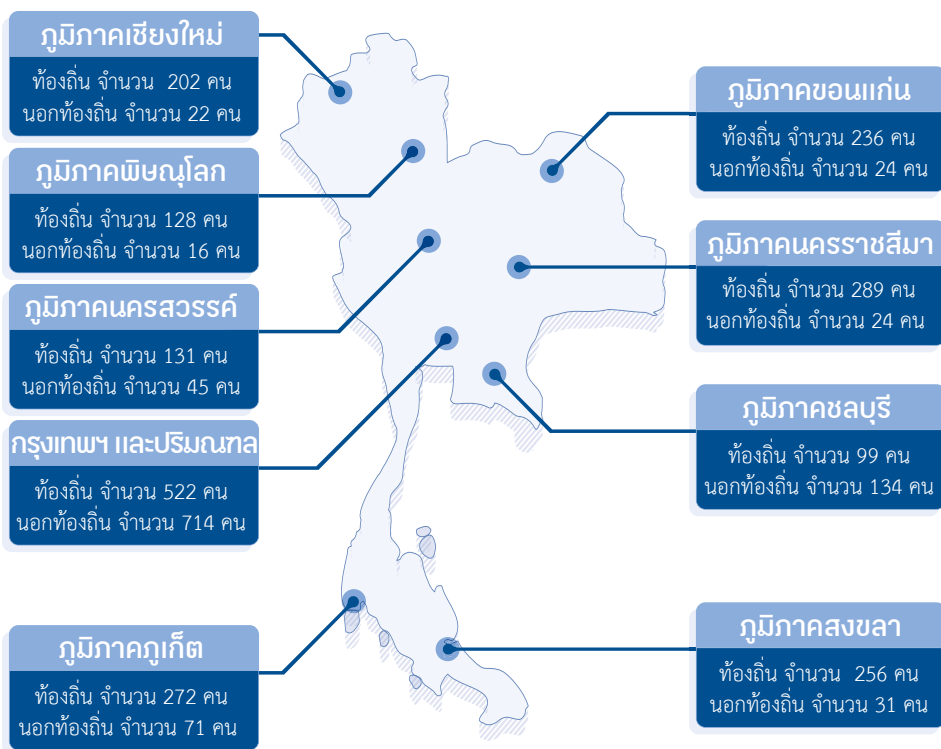 ภูมิภาคเชียงใหม่
ท้องถิ่น จำนวน 202 คน
นอกท้องถิ่น จำนวน 22 คน
ภูมิภาคพิษณุโลก
ท้องถิ่น จำนวน 128 คน
นอกท้องถิ่น จำนวน 16 คน
ภูมิภาคนครสวรรค์
ท้องถิ่น จำนวน 131 คน
นอกท้องถิ่น จำนวน 45 คน
กรุงเทพฯ และปริมณฑล
ท้องถิ่น จำนวน 522 คน
นอกท้องถิ่น จำนวน 714 คน
ภูมิภาคภูเก็ต
ท้องถิ่น จำนวน 272 คน
นอกท้องถิ่น จำนวน 71 คน
ภูมิภาคขอนแก่น
ท้องถิ่น จำนวน 236 คน
นอกท้องถิ่น จำนวน 24 คน
ภูมิภาคนครราชสีมา
ท้องถิ่น จำนวน 289 คน
นอกท้องถิ่น จำนวน 24 คน
ภูมิภาคชลบุรี
ท้องถิ่น จำนวน 99 คน
นอกท้องถิ่น จำนวน 134 คน
ภูมิภาคสงขลา
ท้องถิ่น จำนวน 256 คน
นอกท้องถิ่น จำนวน 31 คน